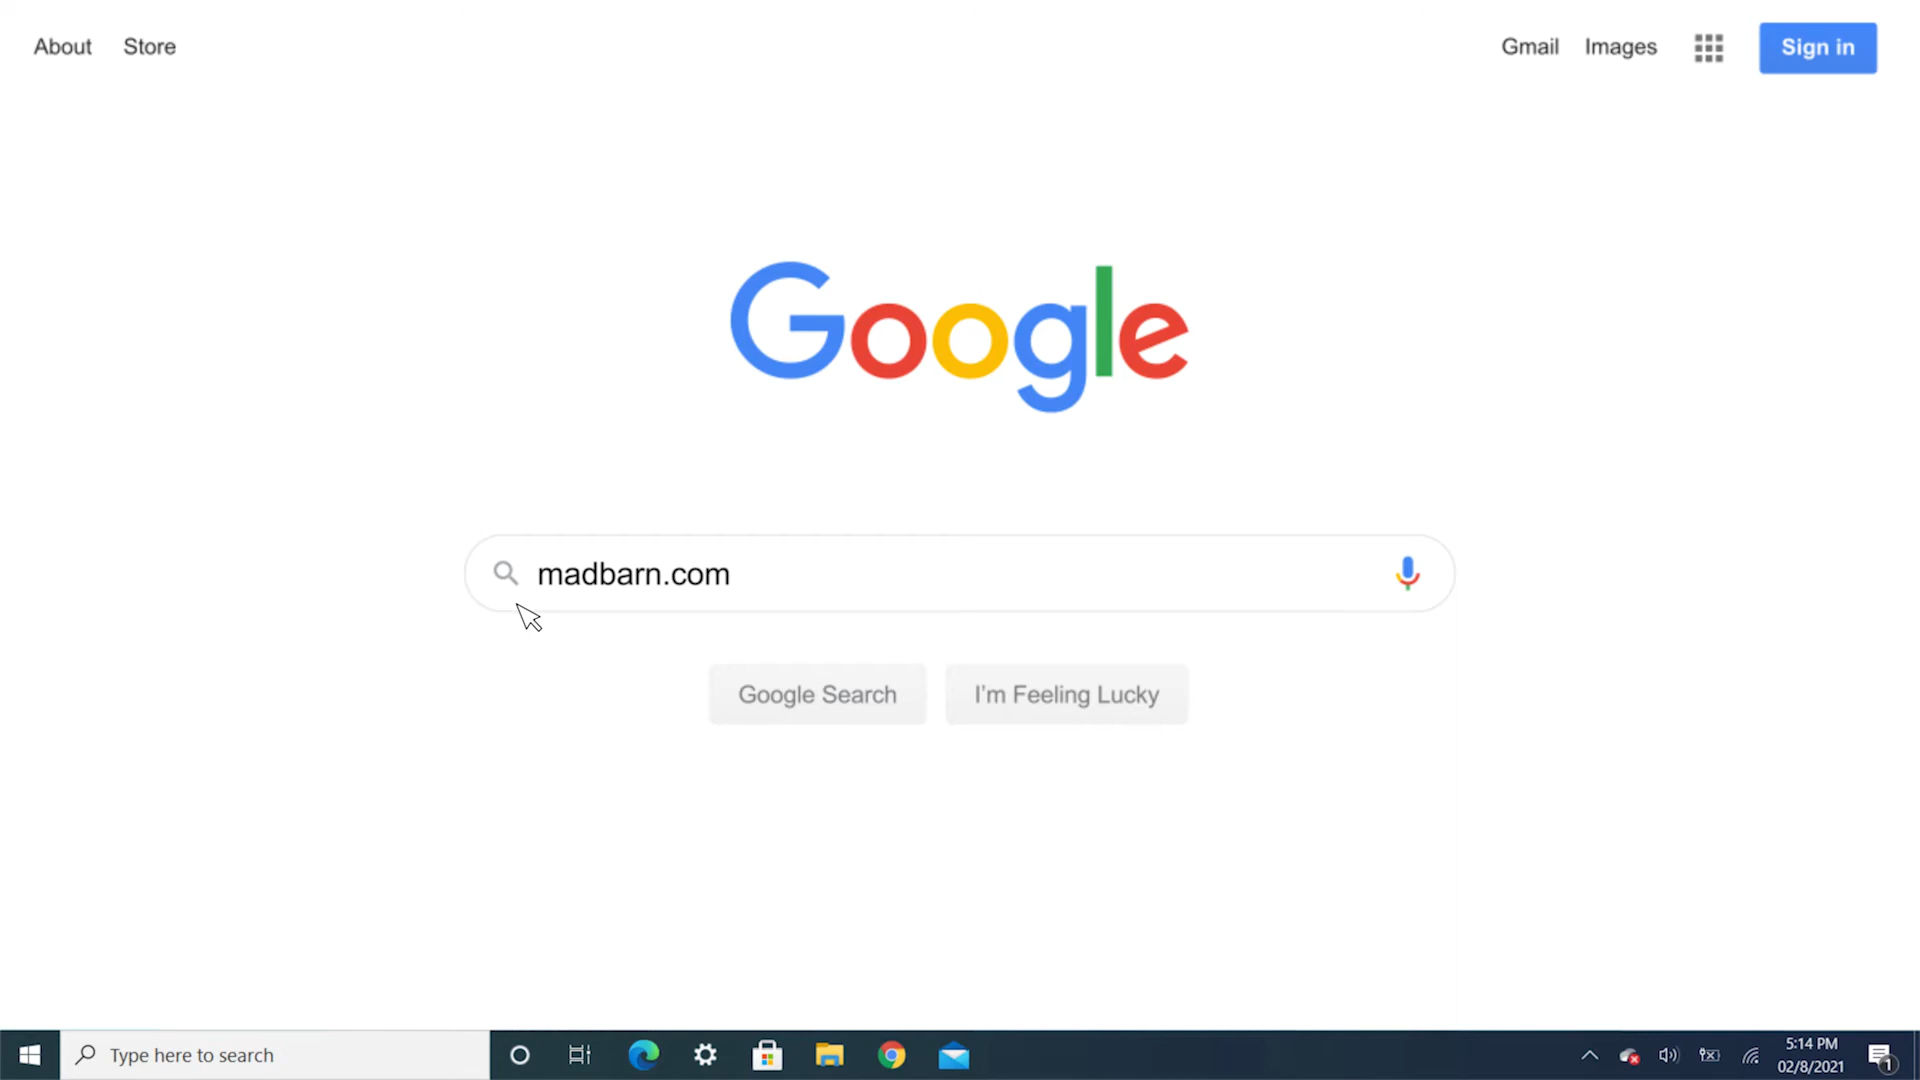 About Store Gmail Images Sign in
Google
madbarn.com
Google Search I'm Feeling Lucky
Type here to search
5:14 PM
02/8/2021
1